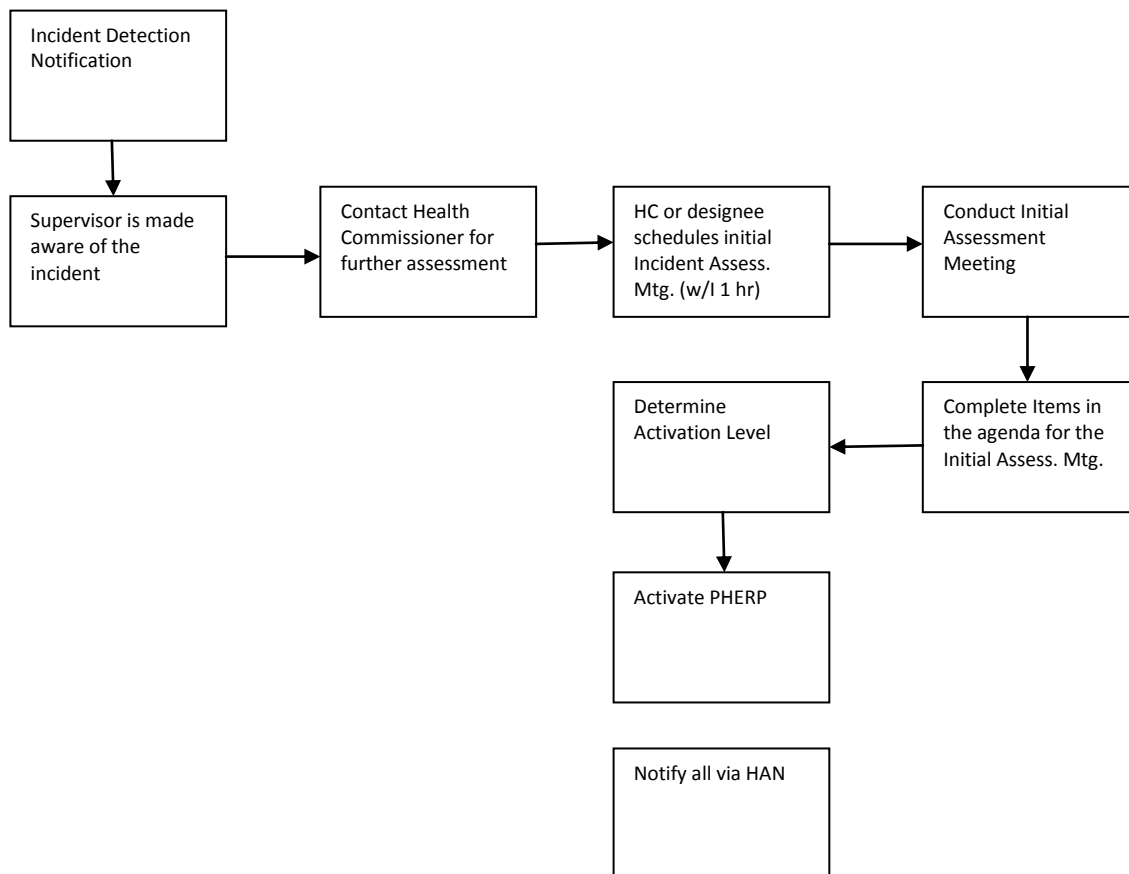 Incident Detection
Notification
Supervisor is made
aware of the
incident
Contact Health
Commissioner for
further assessment
HC or designee
schedules initial
Incident Assess.
Mtg. (w/I 1 hr)
Conduct Initial
Assessment
Meeting
Complete Items in
the agenda for the
Initial Assess. Mtg.
Determine
Activation Level
Activate PHERP
Notify all via HAN